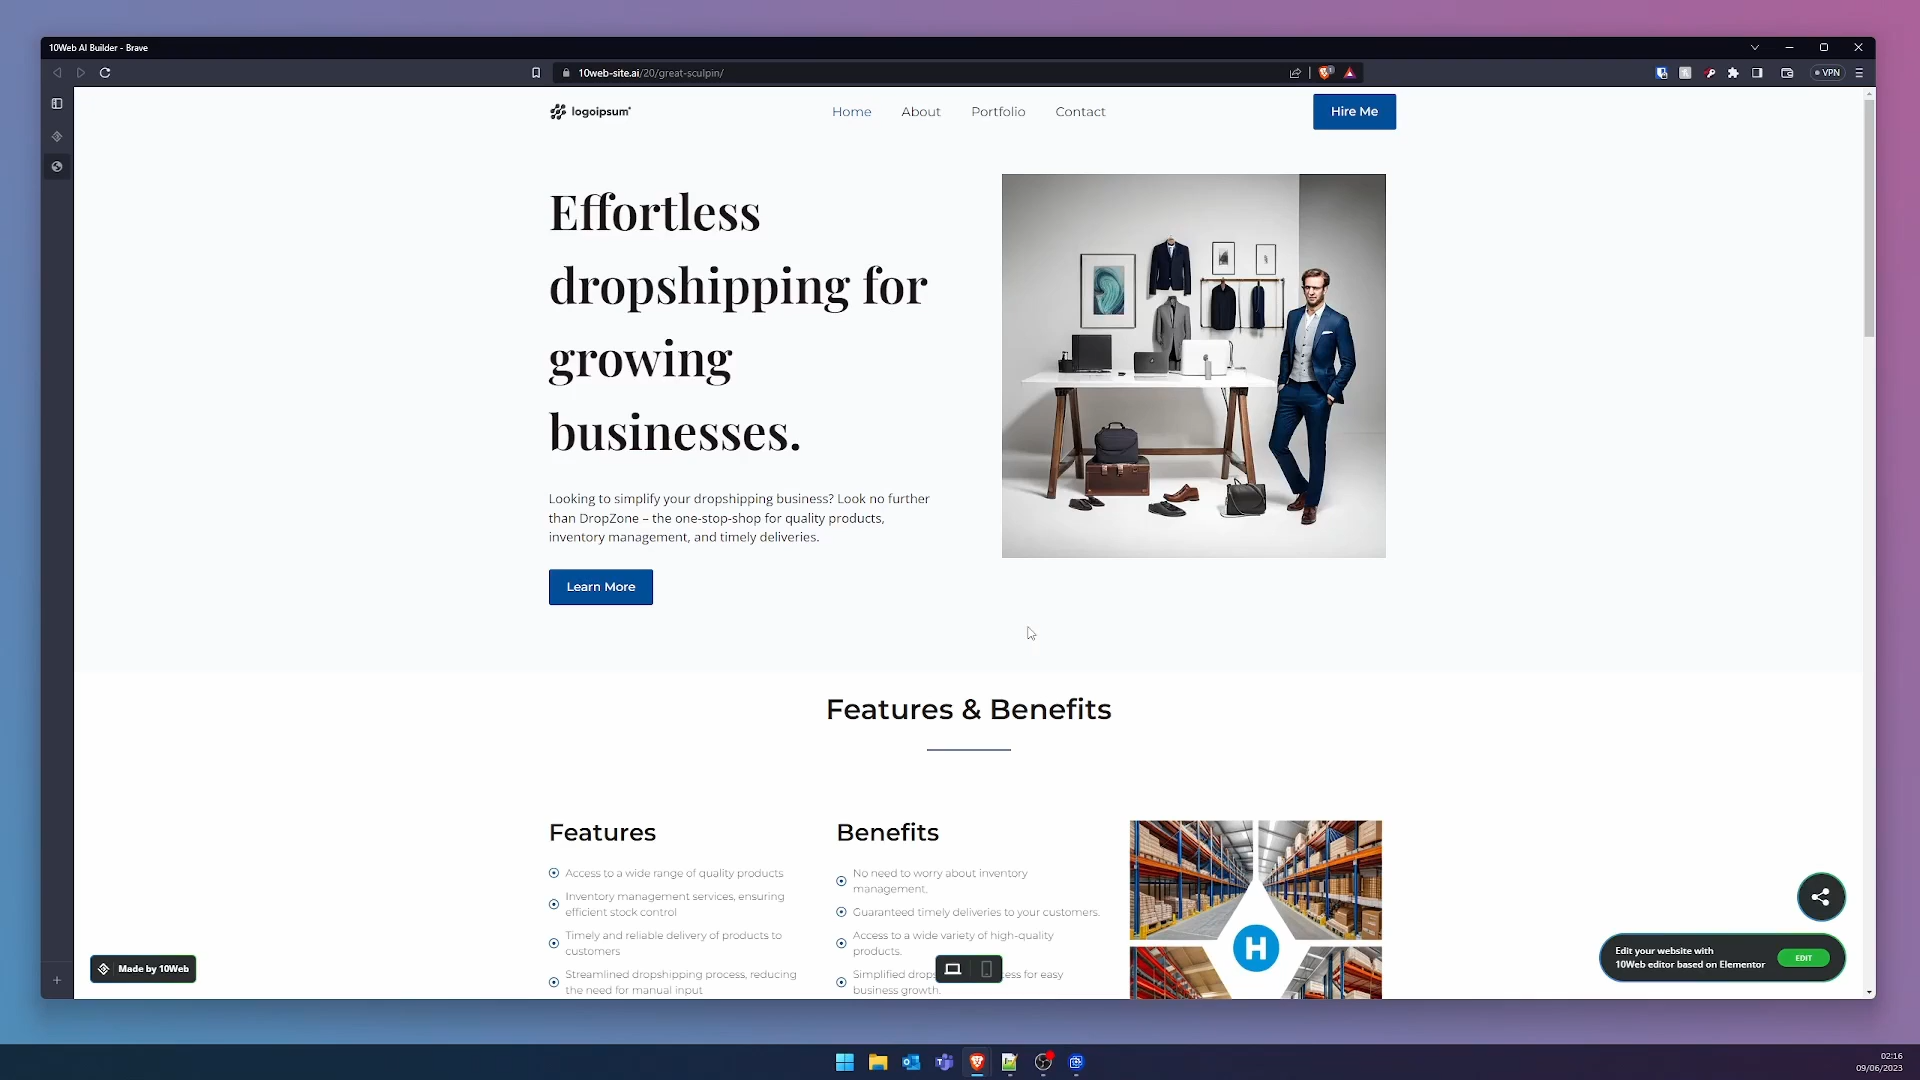 10Web AI Builder - Brave
10web-site.ai/20/great-sculpin/
VPN
logoipsum
Home
About
Portfolio
Contact
Hire Me
Effortless
dropshipping for
growing
businesses.
Looking to simplify your dropshipping business? Look no further
than DropZone – the one-stop-shop for quality products,
inventory management, and timely deliveries.
Learn More
Features & Benefits
Features
Access to a wide range of quality products
Inventory management services, ensuring
efficient stock control
Timely and reliable delivery of products to
customers
Streamlined dropshipping process, reducing
the need for manual input
Benefits
No need to worry about inventory
management.
Guaranteed timely deliveries to your customers.
Access to a wide variety of high-quality
products.
Simplified for easy
business growth.
H
Made by 10Web
Edit your website with
10Web editor based on Elementor
EDIT
02:16
09/06/2023